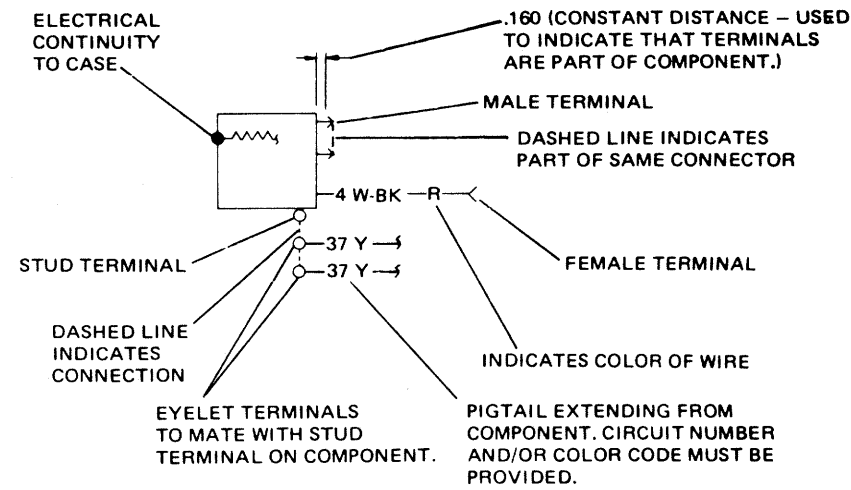 ELECTRICAL
CONTINUITY
TO CASE
.160 (CONSTANT DISTANCE – USED
TO INDICATE THAT TERMINALS
ARE PART OF COMPONENT.)
MALE TERMINAL
DASHED LINE INDICATES
PART OF SAME CONNECTOR
4 W-BK R
STUD TERMINAL
37 Y
37 Y
FEMALE TERMINAL
DASHED LINE
INDICATES
CONNECTION
INDICATES COLOR OF WIRE
EYELET TERMINALS
TO MATE WITH STUD
TERMINAL ON COMPONENT.
PIGTAIL EXTENDING FROM
COMPONENT. CIRCUIT NUMBER
AND/OR COLOR CODE MUST BE
PROVIDED.